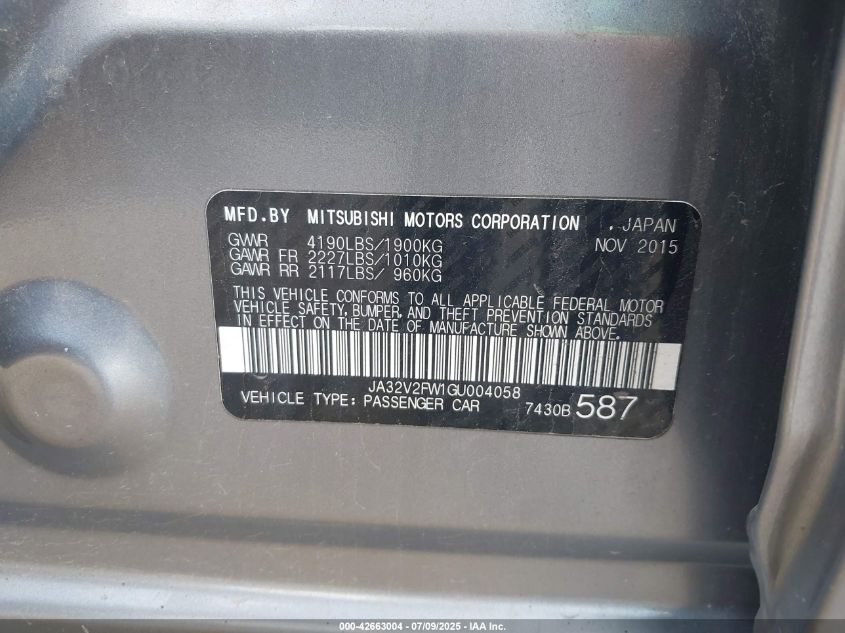 MFD.BY MITSUBISHI MOTORS CORPORATION , JAPAN
GVWR 4190LBS/1900KG NOV 2015
GAWR FR 2227LBS/1010KG
GAWR RR 2117LBS/ 960KG
THIS VEHICLE CONFORMS TO ALL APPLICABLE FEDERAL MOTOR
VEHICLE SAFETY, BUMPER, AND THEFT PREVENTION STANDARDS
IN EFFECT ON THE DATE OF MANUFACTURE SHOWN ABOVE.
JA32V2FW1GU004058
VEHICLE TYPE: PASSENGER CAR 7430B 587
000-42663004 / 07/09/2025 - IAA Inc.